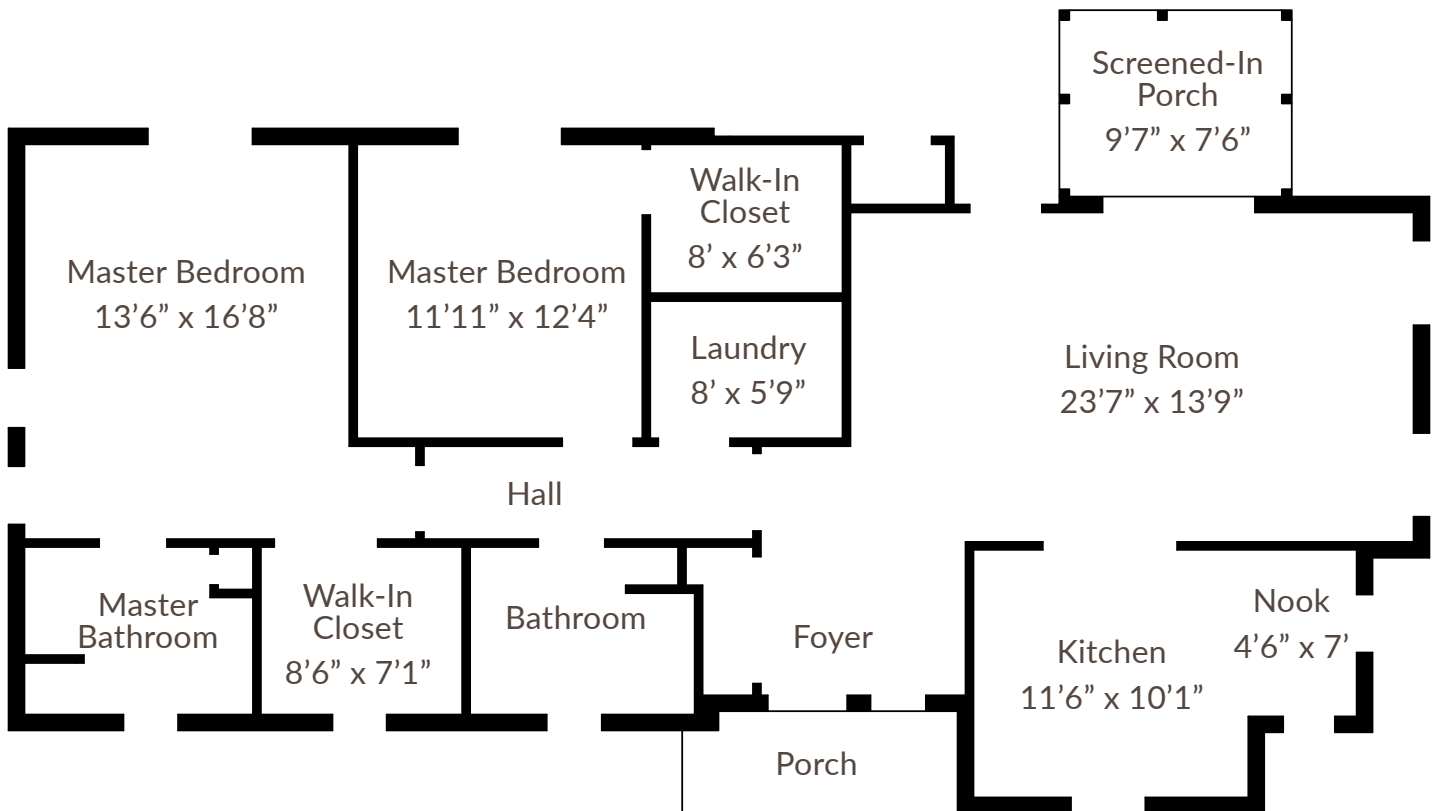 Screened-In
Porch
9’7” x 7’6”
Walk-In
Closet
8’ x 6’3”
Master Bedroom
13’6” x 16’8”
Master Bedroom
11’11” x 12’4”
Laundry
8’ x 5’9”
Living Room
23’7” x 13’9”
Hall
Master
Bathroom
Walk-In
Closet
8’6” x 7’1”
Bathroom
Foyer
Kitchen
11’6” x 10’1”
Nook
4’6” x 7’
Porch